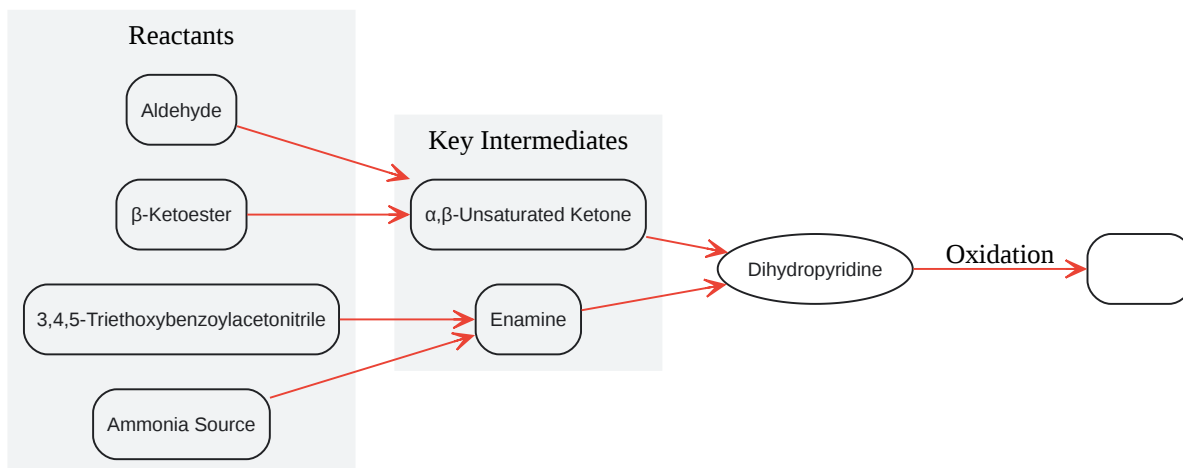 Reactants
Aldehyde
β-Ketoester
3,4,5-Triethoxybenzoylacetonitrile
Ammonia Source
Key Intermediates
α,β-Unsaturated Ketone
Enamine
Dihydropyridine
Oxidation